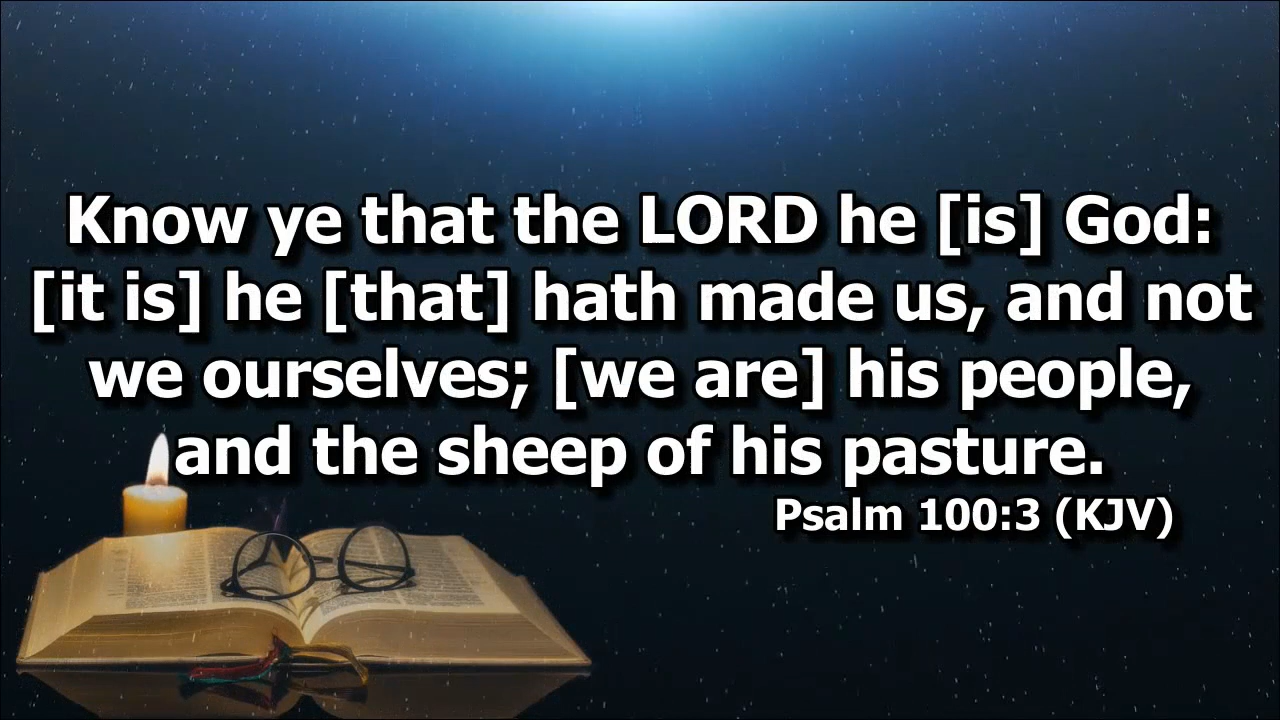 Know ye that the LORD he [is] God:
[it is] he [that] hath made us, and not
we ourselves; [we are] his people,
and the sheep of his pasture.
Psalm 100:3 (KJV)